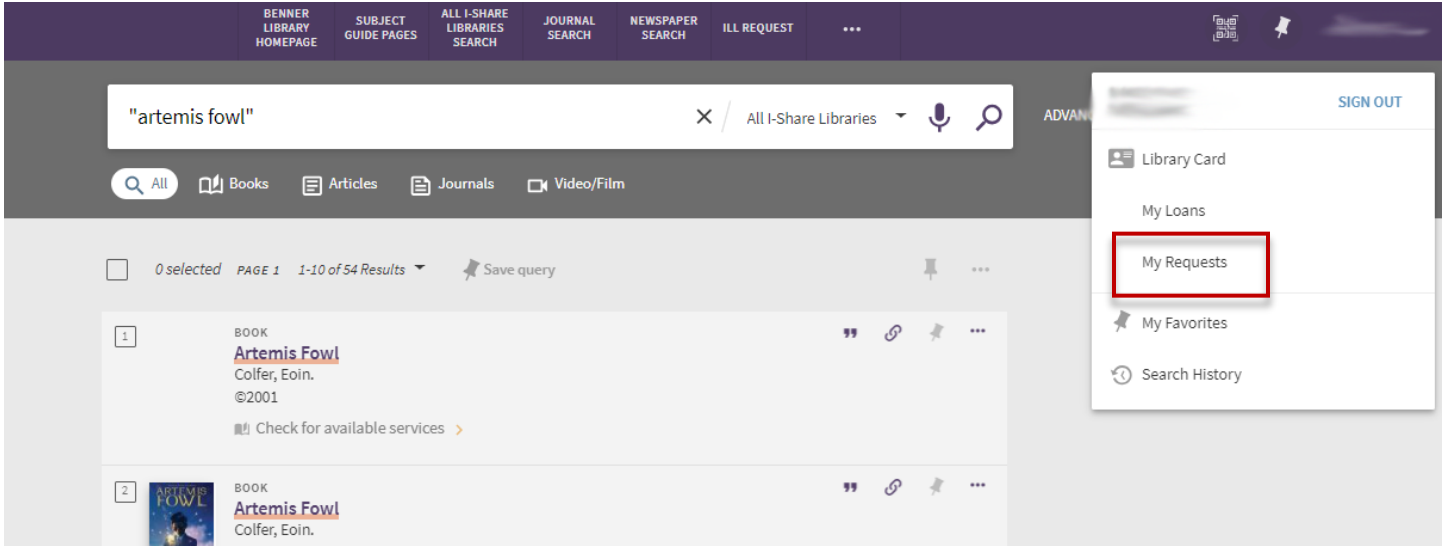 BENNER
LIBRARY
HOMEPAGE
SUBJECT
GUIDE PAGES
ALL I-SHARE
LIBRARIES
SEARCH
JOURNAL
SEARCH
NEWSPAPER
SEARCH
ILL REQUEST
"artemis fowl"
All I-Share Libraries
ADVAN
SIGN OUT
All
Books
Articles
Journals
Video/Film
Library Card
My Loans
My Requests
My Favorites
Search History
0 selected PAGE 1 1-10 of 54 Results
Save query
1
BOOK
Artemis Fowl
Colfer, Eoin.
©2001
Check for available services
2
ARTEMIS
FOWL
BOOK
Artemis Fowl
Colfer, Eoin.